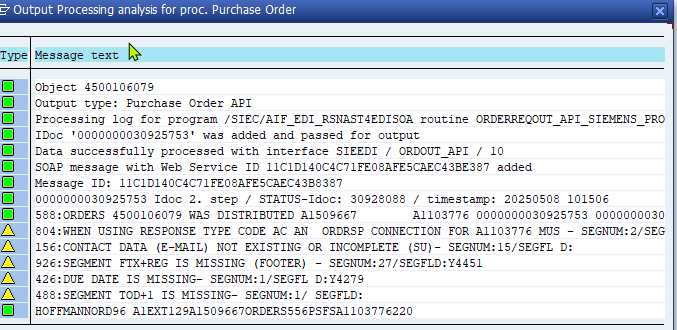 Output Processing analysis for proc. Purchase Order
Type Message text
Object 4500106079
Output type: Purchase Order API
Processing log for program /SIEC/AIF_EDI_RSNAST4EDISOA routine ORDERREQOUT_API_SIEMENS_PRO
IDoc '0000000030925753' was added and passed for output
Data successfully processed with interface SIEEDI / ORDOUT_API / 10
SOAP message with Web Service ID 11C1D140C4C71FE08AFE5CAEC43BE387 added
Message ID: 11C1D140C4C71FE08AFE5CAEC43B8387
0000000030925753 Idoc 2. step / STATUS-Idoc: 30928088 / timestamp: 20250508 101506
588:ORDERS 4500106079 WAS DISTRIBUTED A1509667 A1103776 0000000030925753 000000030
804:WHEN USING RESPONSE TYPE CODE AC AN ORDRSP CONNECTION FOR A1103776 MUS - SEGNUM:2/SEG
156:CONTACT DATA (E-MAIL) NOT EXISTING OR INCOMPLETE (SU)- SEGNUM:15/SEGFL D:
926:SEGMENT FTX+REG IS MISSING (FOOTER) - SEGNUM:27/SEGFLD:Y4451
426:DUE DATE IS MISSING- SEGNUM:1/SEGFL D:Y4279
488:SEGMENT TOD+1 IS MISSING- SEGNUM:1/ SEGFLD:
HOFFMANNORD96 A1EXT129A1509667ORDERS556PSFSA1103776220